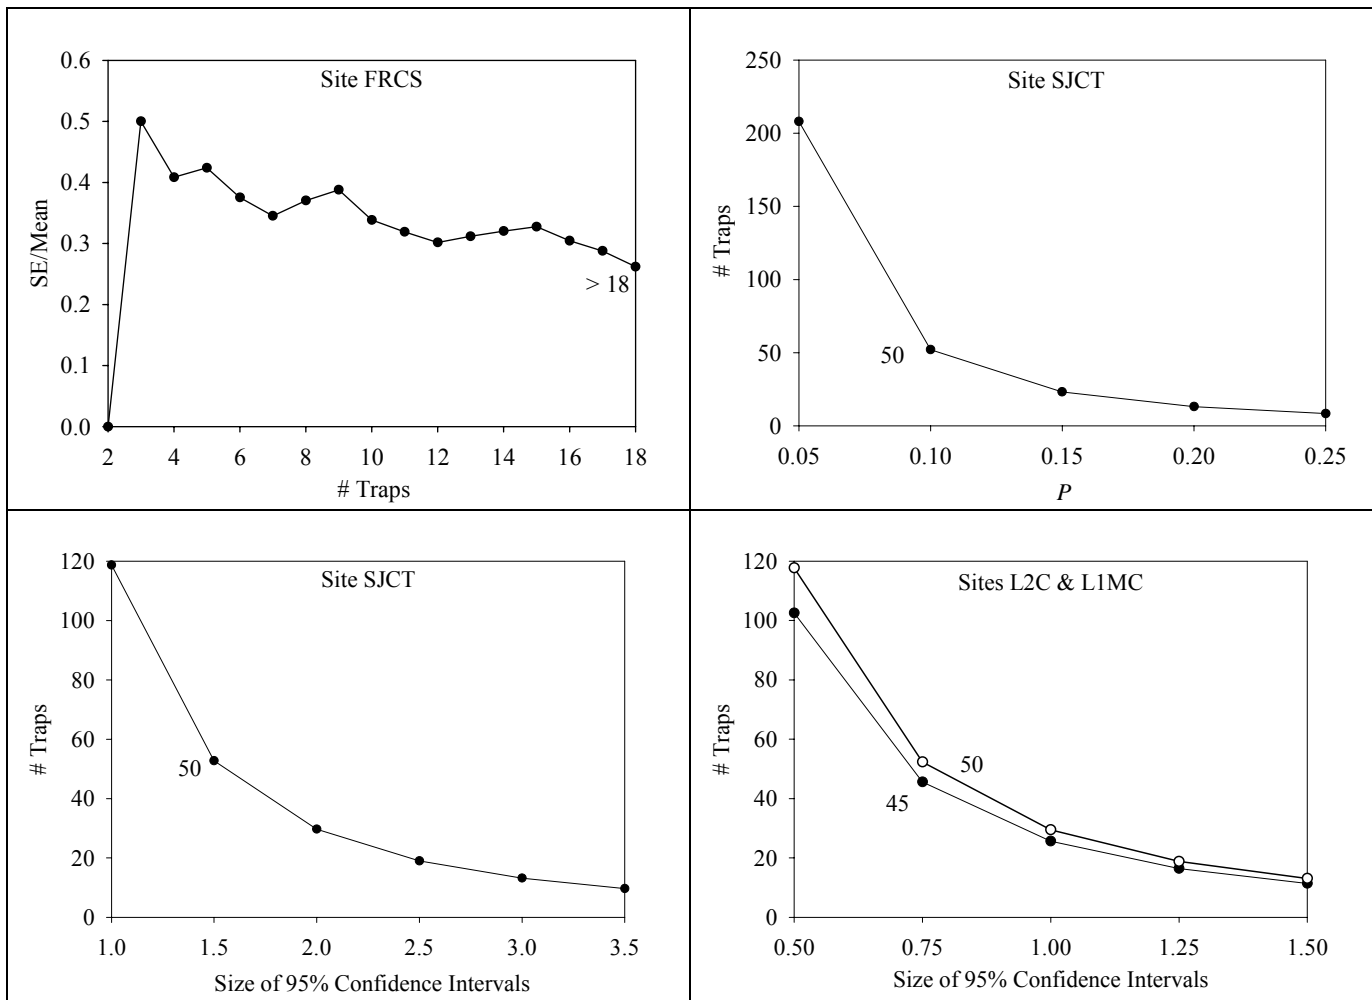 Site FRCS
0.6
0.5
0.4
0.3
0.2
0.1
0.0
SE/Mean
> 18
2 4 6 8 10 12 14 16 18
# Traps
Site SJCT
250
200
150
100
50
0
# Traps
50
0.05 0.10 0.15 0.20 0.25
P
Site SJCT
120
100
80
60
40
20
0
# Traps
50
1.0 1.5 2.0 2.5 3.0 3.5
Size of 95% Confidence Intervals
Sites L2C & L1MC
120
100
80
60
40
20
0
# Traps
50
45
0.50 0.75 1.00 1.25 1.50
Size of 95% Confidence Intervals